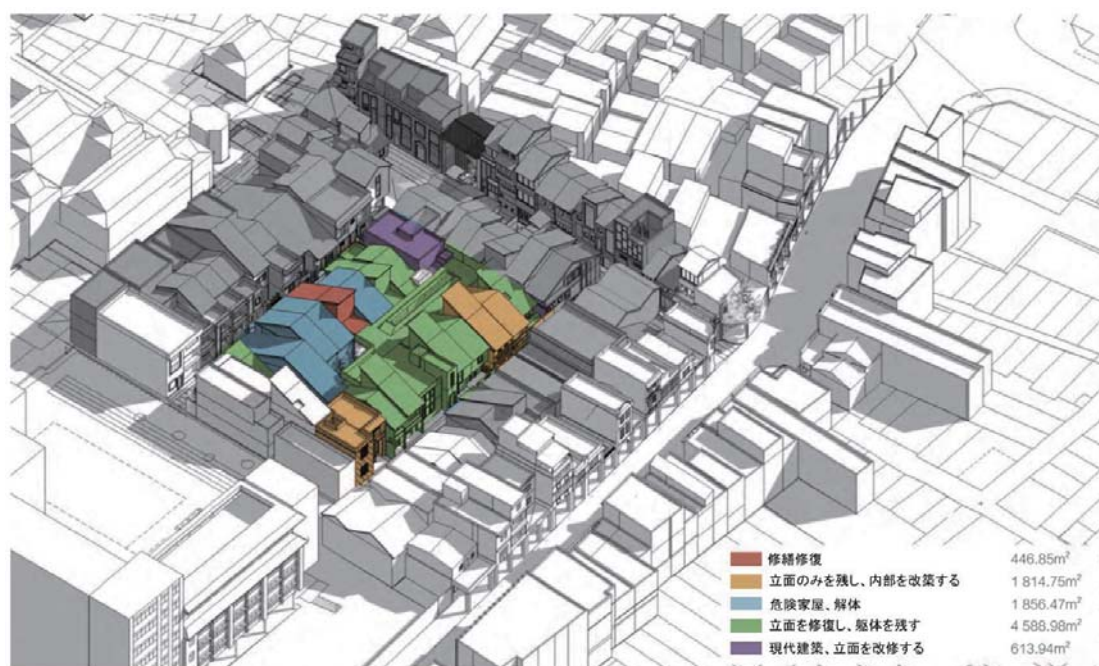 修繕修復 446.85m²
立面のみを残し、内部を改築する 1 814.75m²
危険家屋、解体 1 856.47m²
立面を修復し、躯体を残す 4 588.98m²
現代建築、立面を改修する 613.94m²